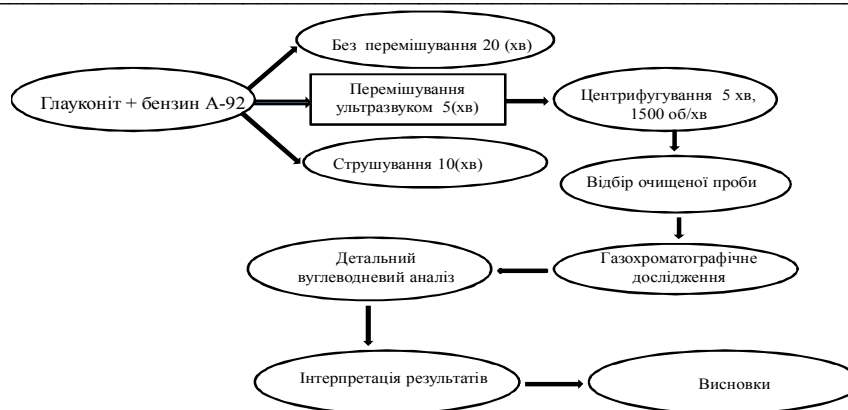 Без перемішування 20 (хв)
Глауконіт + бензин А-92
Перемішування
ультразвуком 5(хв)
Центрифугування 5 хв,
1500 об/хв
Струшування 10(хв)
Відбір очищеної проби
Детальний
вуглеводневий аналіз
Газохроматографічне
дослідження
Інтерпретація результатів
Висновки